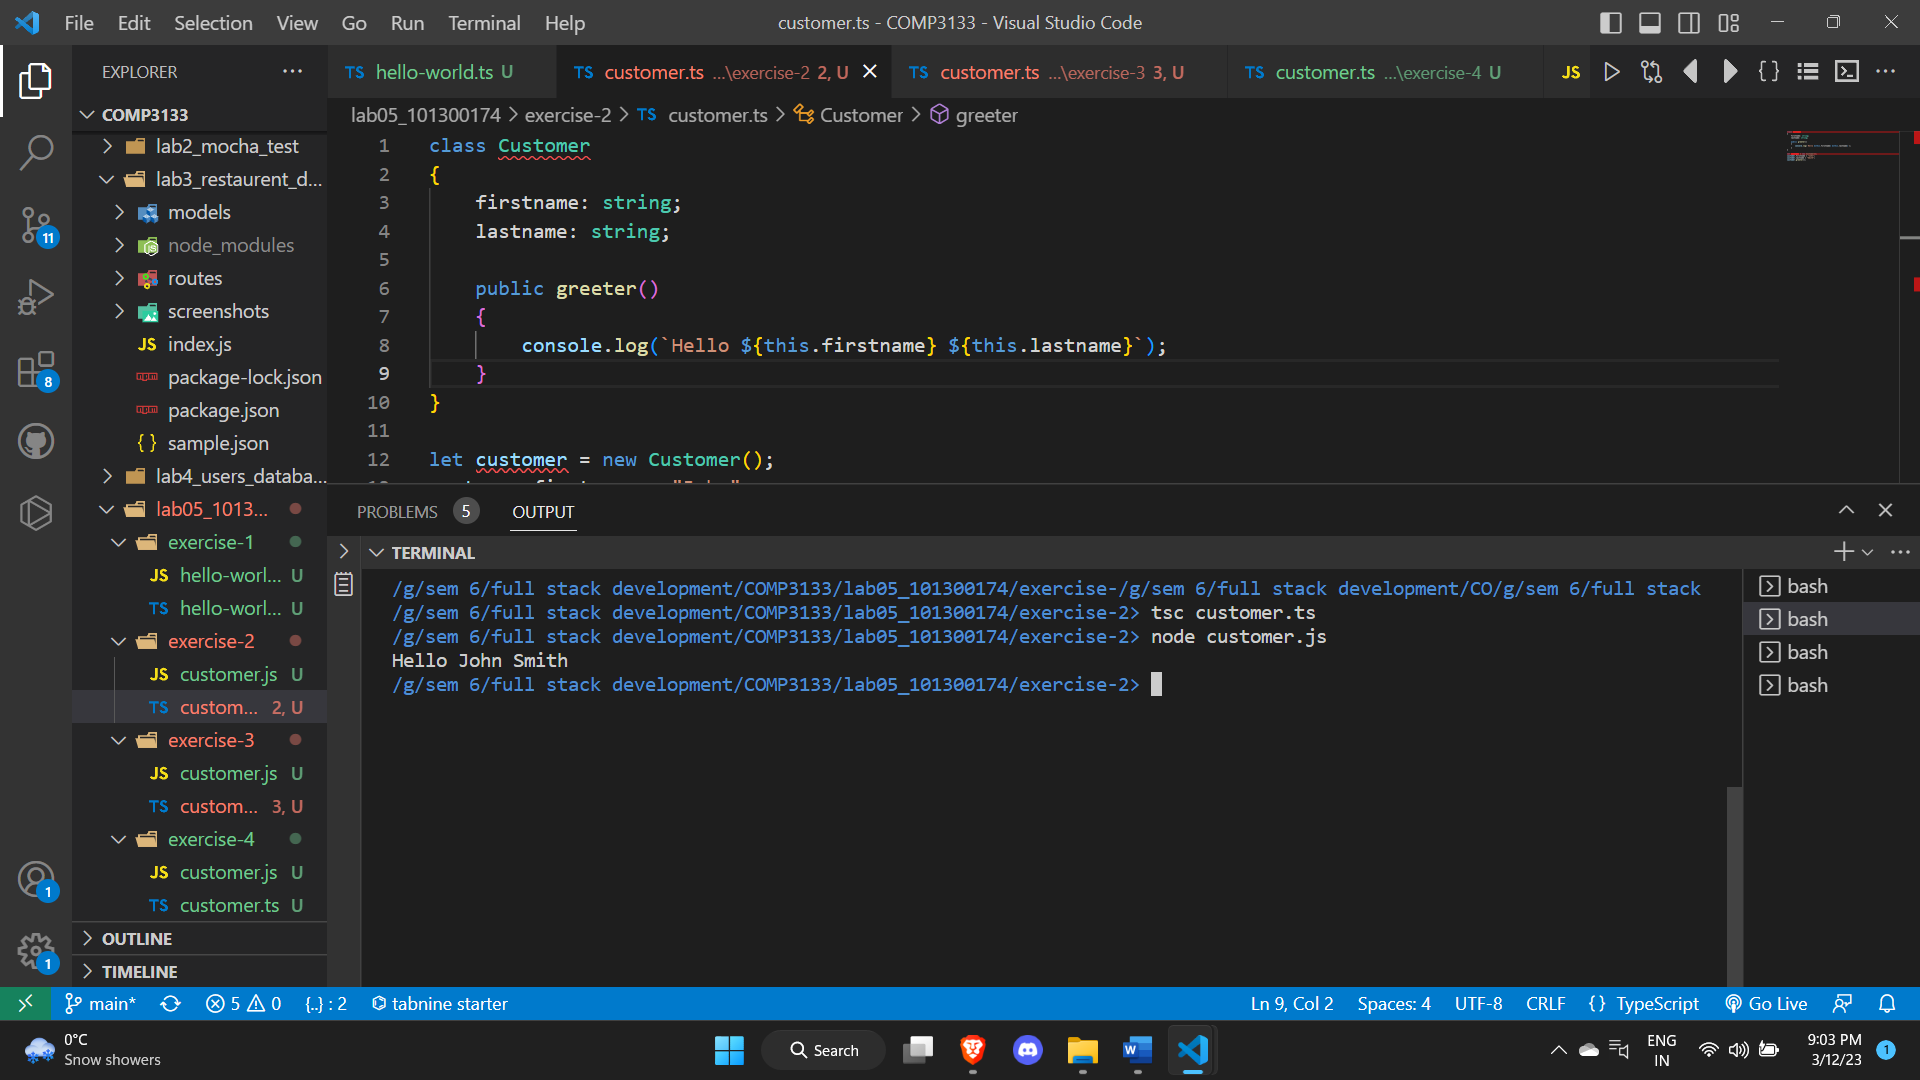 File Edit Selection View Go Run Terminal Help
customer.ts - COMP3133 - Visual Studio Code
EXPLORER
COMP3133
lab2_mocha_test
lab3_restaurent_d...
models
node_modules
routes
screenshots
JS index.js
package-lock.json
package.json
{ } sample.json
lab4_users_databa...
lab05_1013...
exercise-1
JS hello-worl... U
TS hello-worl... U
exercise-2
JS customer.js U
TS custom... 2, U
exercise-3
JS customer.js U
TS custom... 3, U
exercise-4
JS customer.js U
TS customer.ts U
OUTLINE
TIMELINE
11
8
1
1
TS hello-world.ts U
TS customer.ts ...\exercise-2 2, U
TS customer.ts ...\exercise-3 3, U
TS customer.ts ...\exercise-4 U
JS
lab05_101300174 > exercise-2 > TS customer.ts > Customer > greeter
1 class Customer
2 {
3 firstname: string;
4 lastname: string;
5
6 public greeter()
7 {
8 console.log(`Hello ${this.firstname} ${this.lastname}`);
9 }
10 }
11
12 let customer = new Customer();
PROBLEMS 5 OUTPUT
TERMINAL
/g/sem 6/full stack development/COMP3133/lab05_101300174/exercise-/g/sem 6/full stack development/CO/g/sem 6/full stack
/g/sem 6/full stack development/COMP3133/lab05_101300174/exercise-2> tsc customer.ts
/g/sem 6/full stack development/COMP3133/lab05_101300174/exercise-2> node customer.js
Hello John Smith
/g/sem 6/full stack development/COMP3133/lab05_101300174/exercise-2>
bash
bash
bash
bash
main* 5 0 {..} : 2 tabnine starter
Ln 9, Col 2 Spaces: 4 UTF-8 CRLF { } TypeScript Go Live
0°C
Snow showers
Search
W
ENG
IN
9:03 PM
3/12/23
1